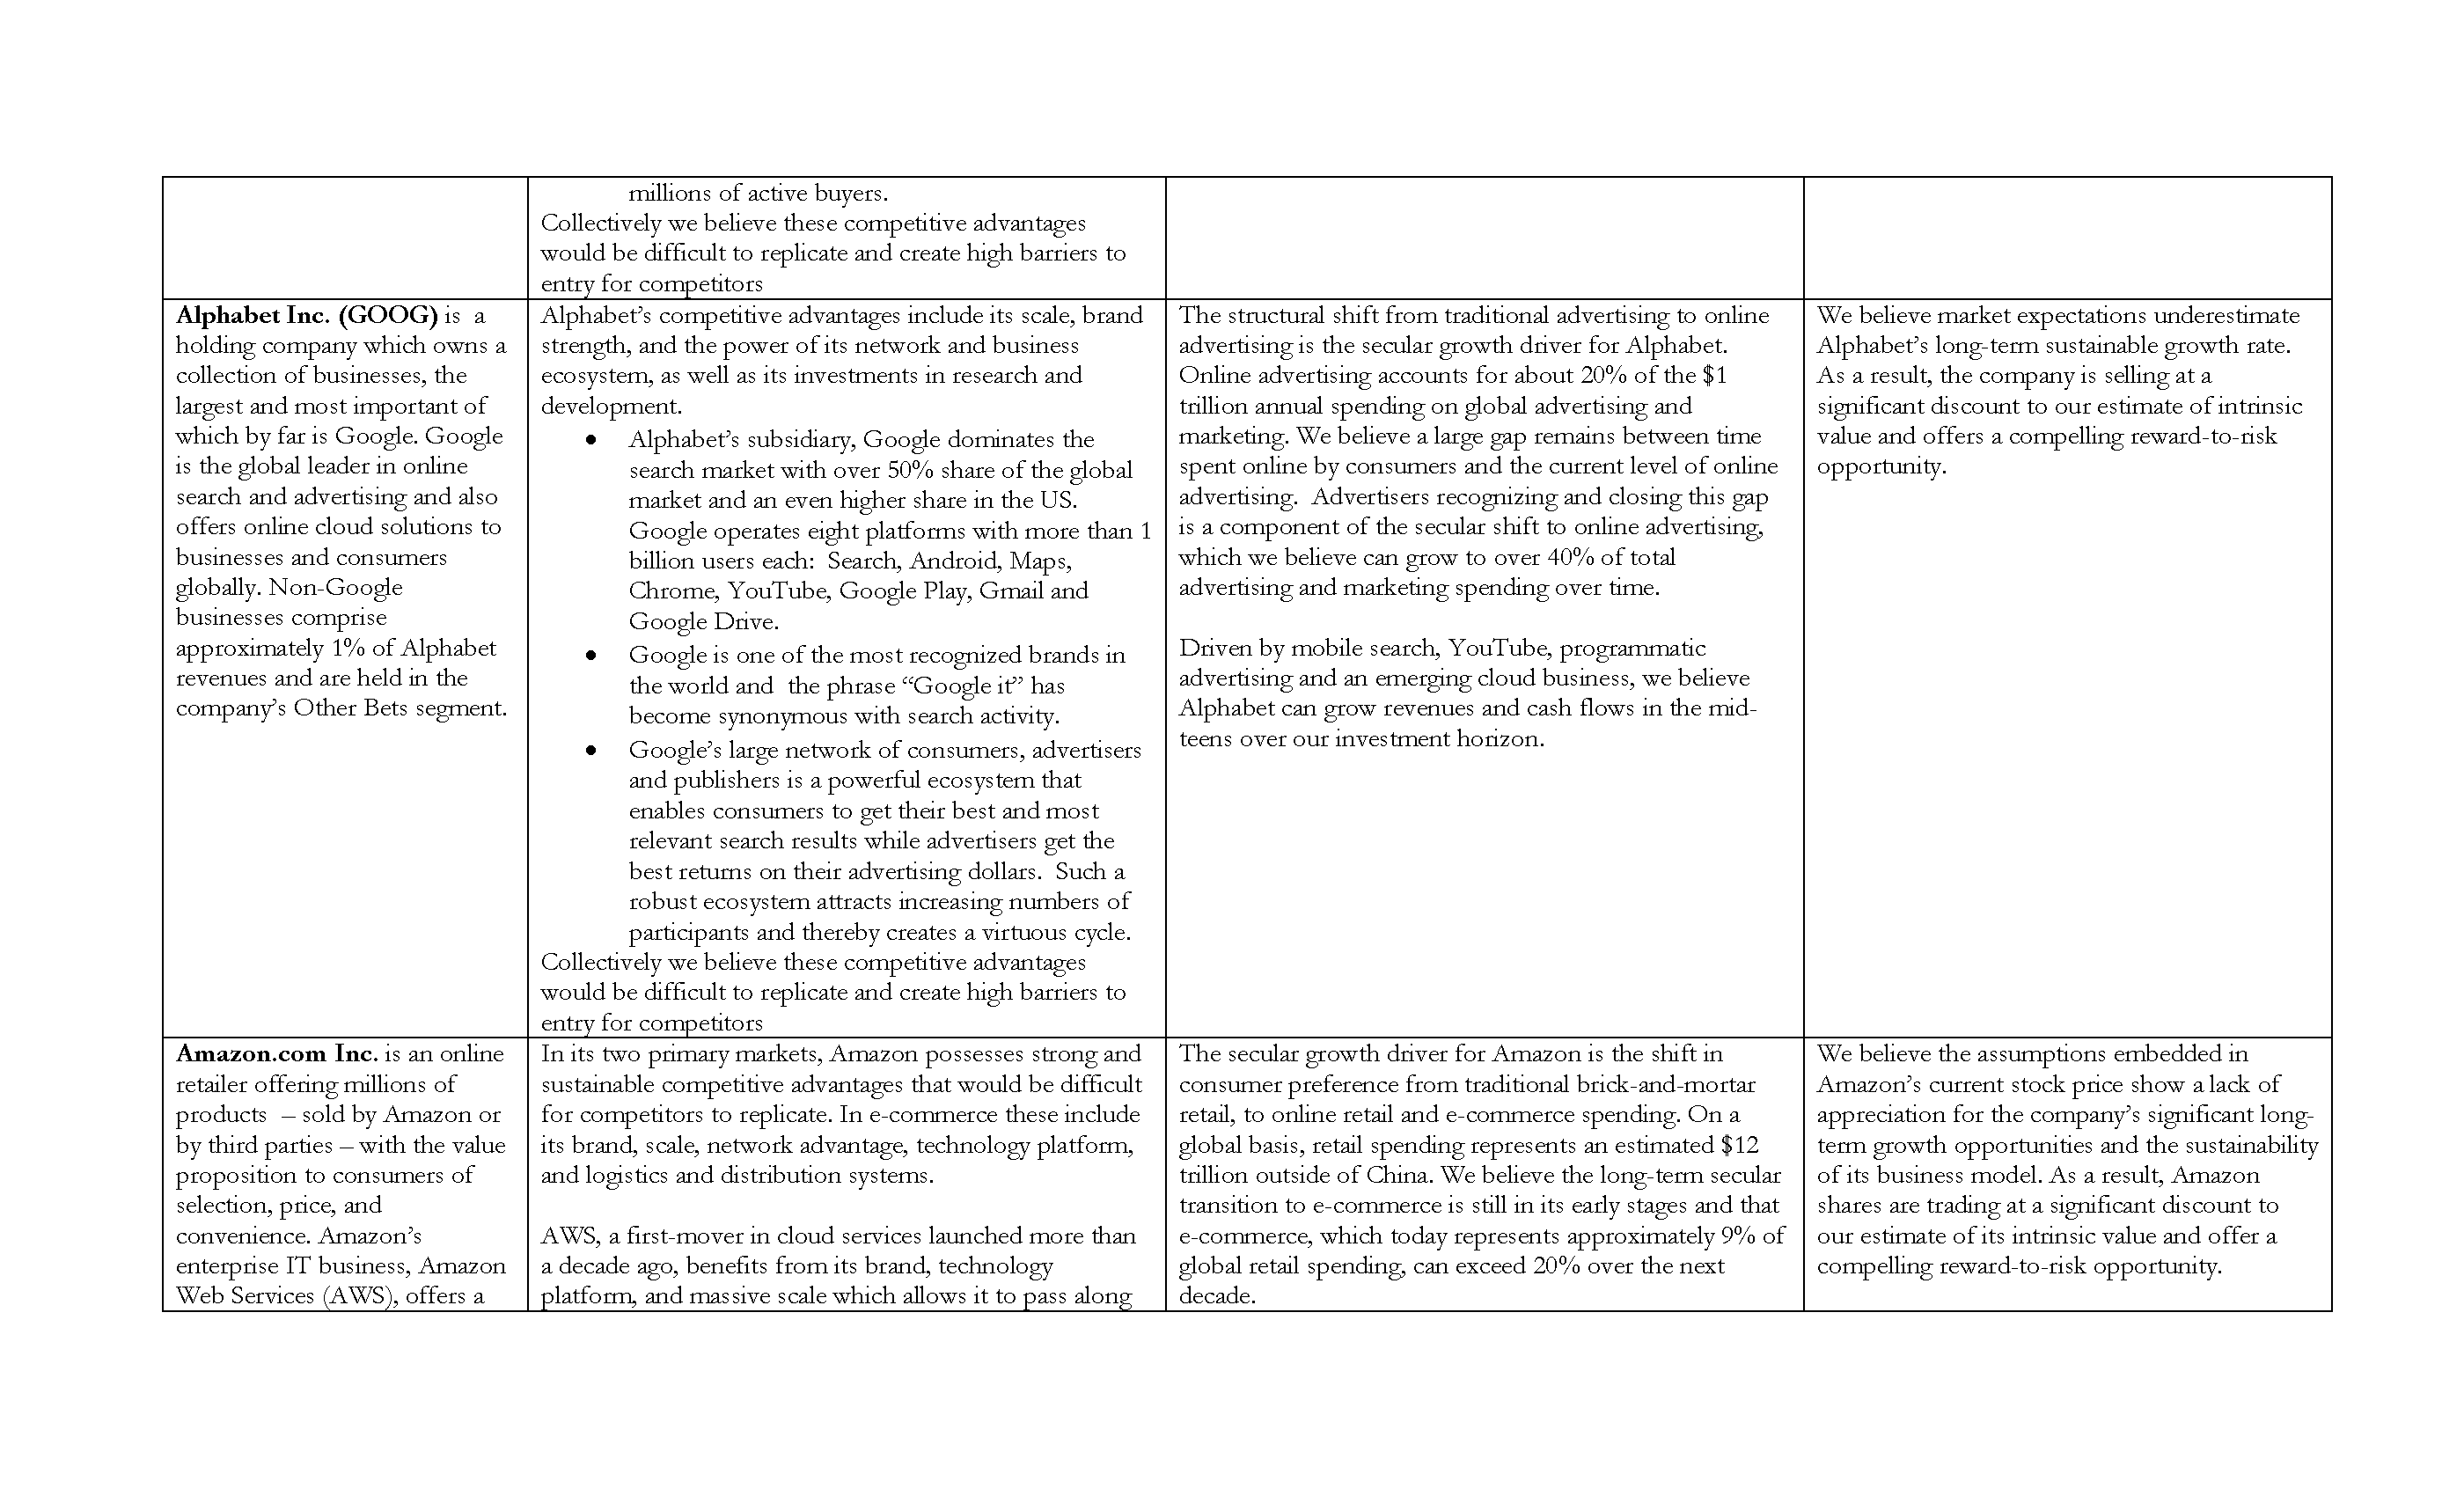 millions of active buyers.
Collectively we believe these competitive advantages
would be difficult to replicate and create high barriers to
entry for competitors
Alphabet Inc. (GOOG) is  a
holding company which owns a
collection of businesses, the
largest and most important of
which by far is Google. Google
is the global leader in online
search and advertising and also
offers online cloud solutions to
businesses and consumers
globally. Non-Google
businesses comprise
approximately 1% of Alphabet
revenues and are held in the
company’s Other Bets segment.
Alphabet’s competitive advantages include its scale, brand
strength, and the power of its network and business
ecosystem, as well as its investments in research and
development.
• Alphabet’s subsidiary, Google dominates the
search market with over 50% share of the global
market and an even higher share in the US.
Google operates eight platforms with more than 1
billion users each:  Search, Android, Maps,
Chrome, YouTube, Google Play, Gmail and
Google Drive.
• Google is one of the most recognized brands in
the world and  the phrase “Google it” has
become synonymous with search activity.
• Google’s large network of consumers, advertisers
and publishers is a powerful ecosystem that
enables consumers to get their best and most
relevant search results while advertisers get the
best returns on their advertising dollars.  Such a
robust ecosystem attracts increasing numbers of
participants and thereby creates a virtuous cycle.
Collectively we believe these competitive advantages
would be difficult to replicate and create high barriers to
entry for competitors
The structural shift from traditional advertising to online
advertising is the secular growth driver for Alphabet.
Online advertising accounts for about 20% of the $1
trillion annual spending on global advertising and
marketing. We believe a large gap remains between time
spent online by consumers and the current level of online
advertising.  Advertisers recognizing and closing this gap
is a component of the secular shift to online advertising,
which we believe can grow to over 40% of total
advertising and marketing spending over time.
Driven by mobile search, YouTube, programmatic
advertising and an emerging cloud business, we believe
Alphabet can grow revenues and cash flows in the mid-
teens over our investment horizon.
We believe market expectations underestimate
Alphabet’s long-term sustainable growth rate.
As a result, the company is selling at a
significant discount to our estimate of intrinsic
value and offers a compelling reward-to-risk
opportunity.
Amazon.com Inc. is an online
retailer offering millions of
products  – sold by Amazon or
by third parties – with the value
proposition to consumers of
selection, price, and
convenience. Amazon’s
enterprise IT business, Amazon
Web Services (AWS), offers a
In its two primary markets, Amazon possesses strong and
sustainable competitive advantages that would be difficult
for competitors to replicate. In e-commerce these include
its brand, scale, network advantage, technology platform,
and logistics and distribution systems.
AWS, a first-mover in cloud services launched more than
a decade ago, benefits from its brand, technology
platform, and massive scale which allows it to pass along
The secular growth driver for Amazon is the shift in
consumer preference from traditional brick-and-mortar
retail, to online retail and e-commerce spending. On a
global basis, retail spending represents an estimated $12
trillion outside of China. We believe the long-term secular
transition to e-commerce is still in its early stages and that
e-commerce, which today represents approximately 9% of
global retail spending, can exceed 20% over the next
decade.
We believe the assumptions embedded in
Amazon’s current stock price show a lack of
appreciation for the company’s significant long-
term growth opportunities and the sustainability
of its business model. As a result, Amazon
shares are trading at a significant discount to
our estimate of its intrinsic value and offer a
compelling reward-to-risk opportunity.